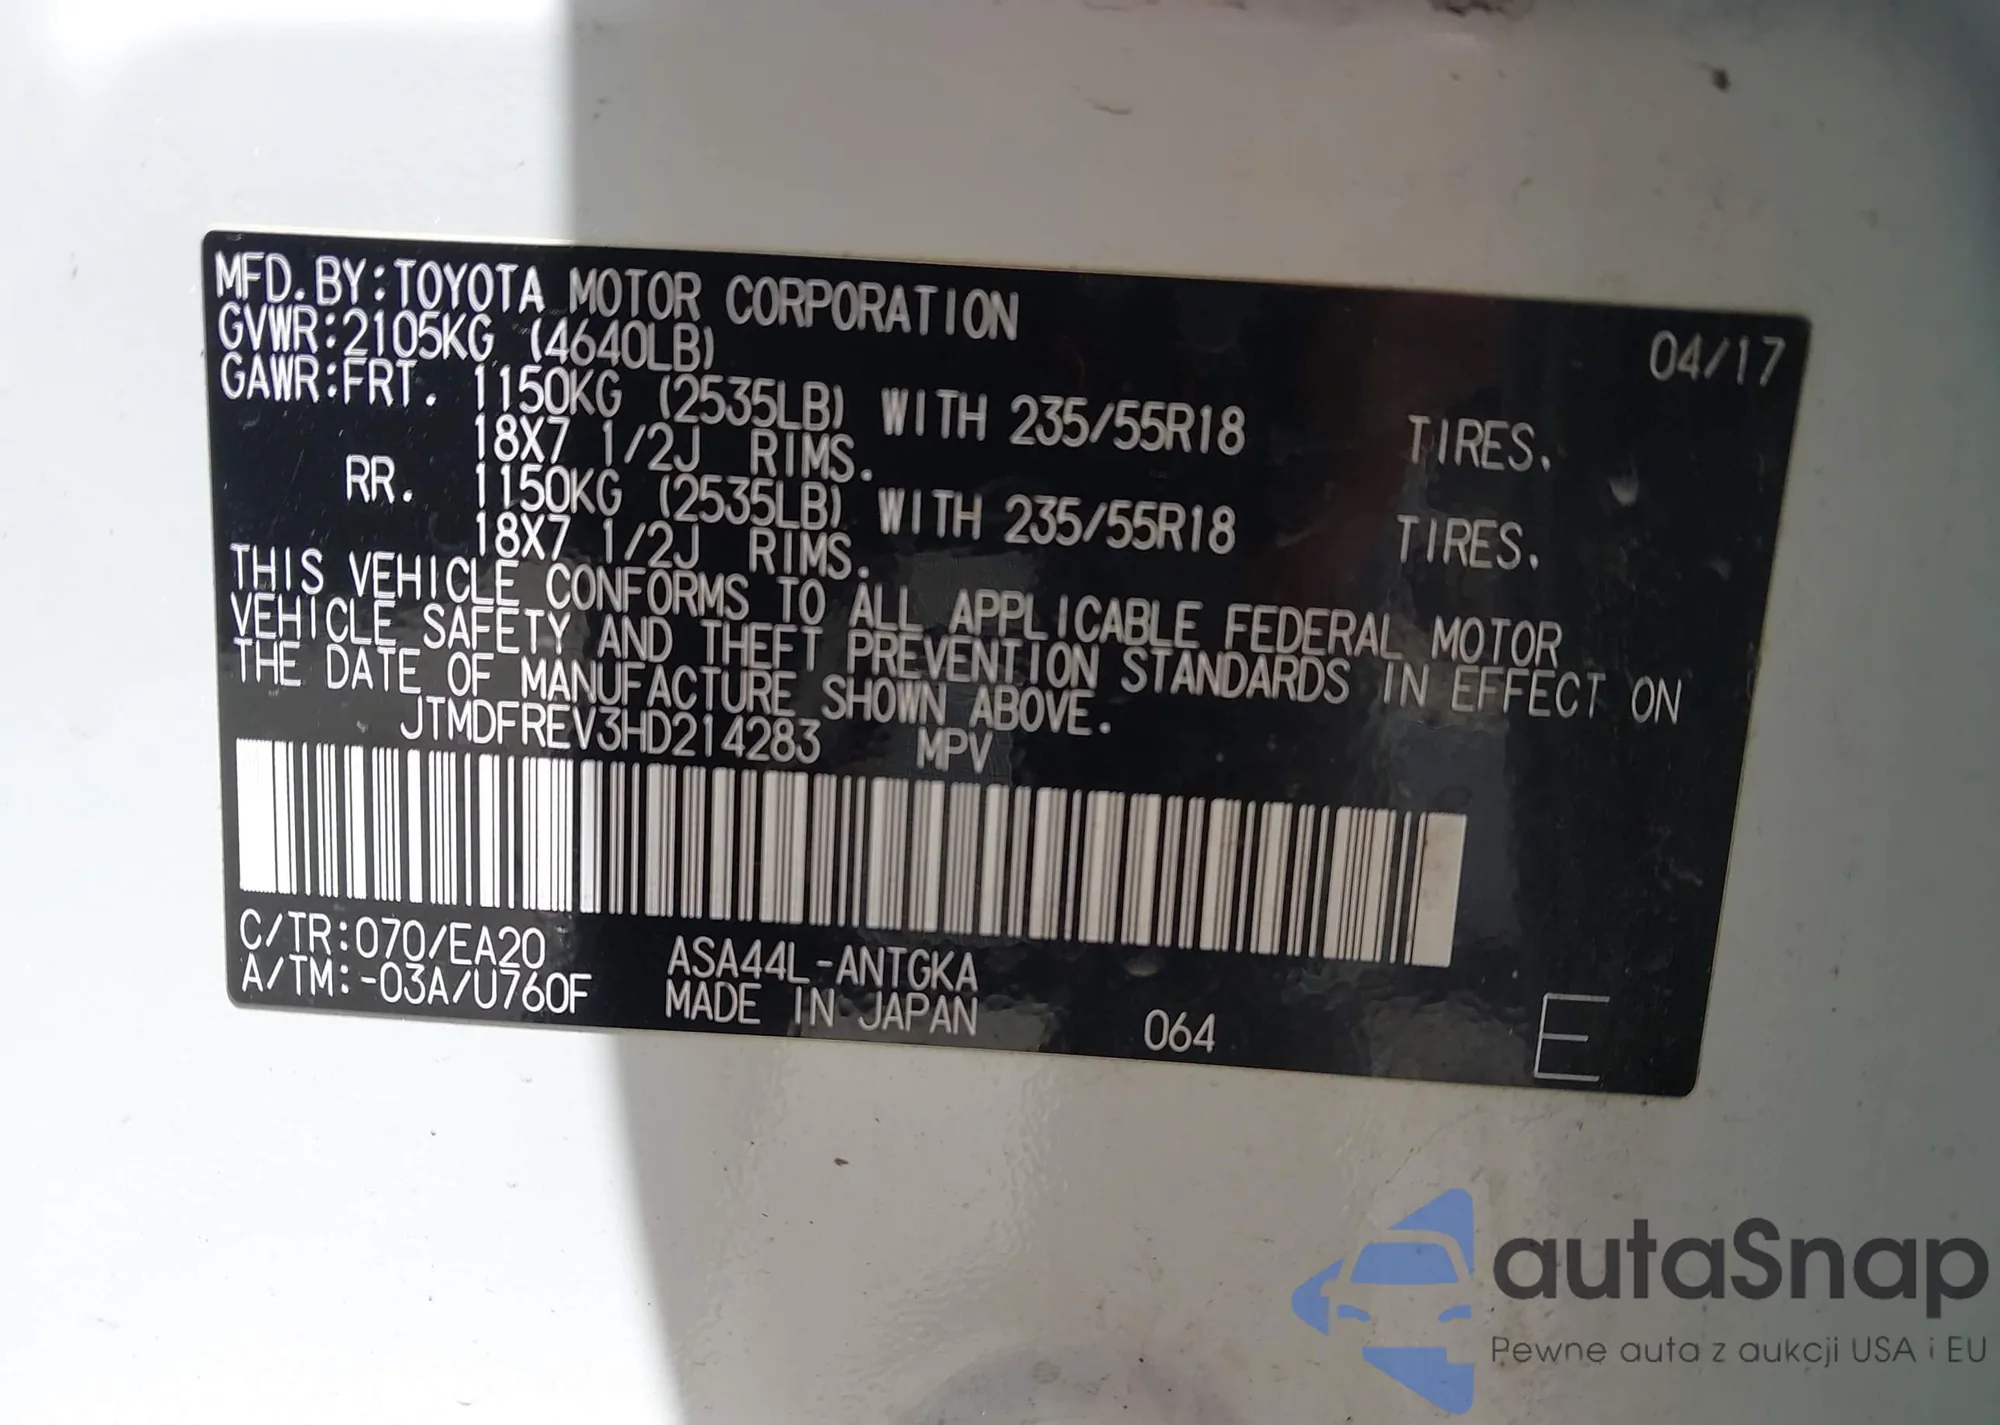 MFD. BY: TOYOTA MOTOR CORPORATION 04/17
GVWR: 2105KG (4640LB)
GAWR: FRT. 1150KG (2535LB) WITH 235/55R18 TIRES.
18X7 1/2J RIMS.
RR. 1150KG (2535LB) WITH 235/55R18 TIRES.
18X7 1/2J RIMS.
THIS VEHICLE CONFORMS TO ALL APPLICABLE FEDERAL MOTOR
VEHICLE SAFETY AND THEFT PREVENTION STANDARDS IN EFFECT ON
THE DATE OF MANUFACTURE SHOWN ABOVE.
JTMDFREV3HD214283 MPV
C/TR: 070/EA20 ASA44L-ANTGKA
A/TM: -03A/U760F MADE IN JAPAN 064 E
autaSnap
Pewne auta z aukcji USA i EU